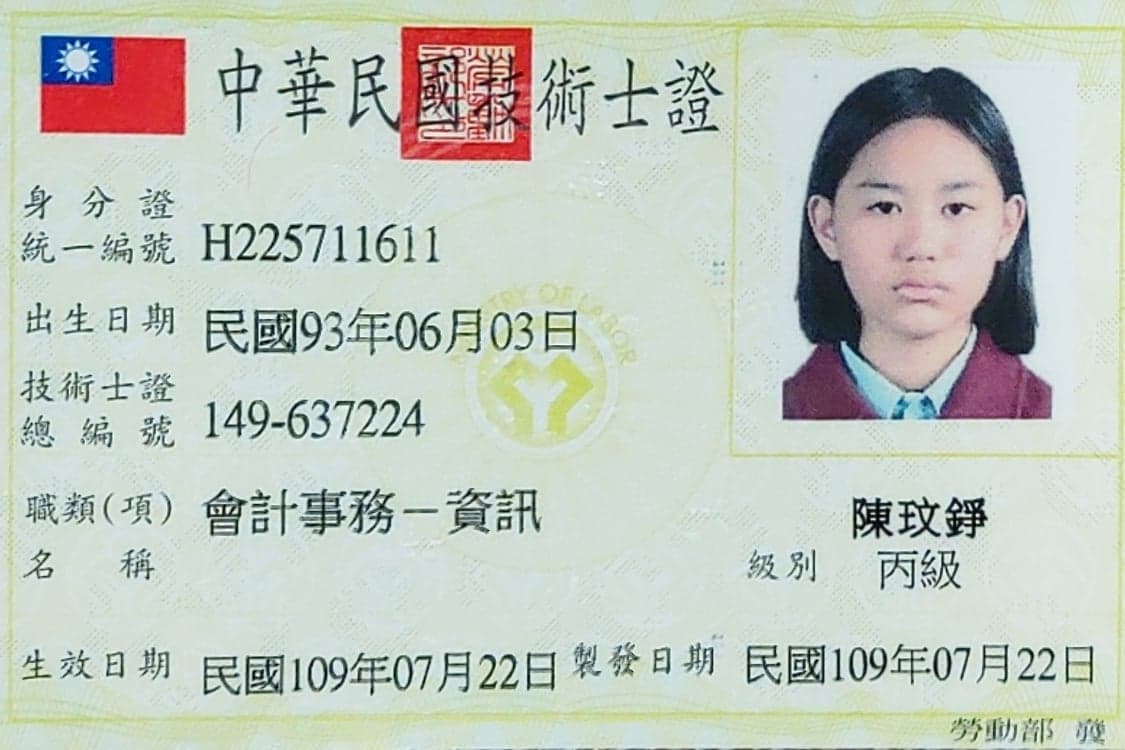 中華民國技術士證
身分證
統一編號 H225711611
出生日期 民國93年06月03日
技術士證
總編號 149-637224
職類(項) 會計事務－資訊
名稱
陳玟錚
級別 丙級
生效日期 民國109年07月22日 製發日期 民國109年07月22日
勞動部 發
MINISTRY OF LABOR